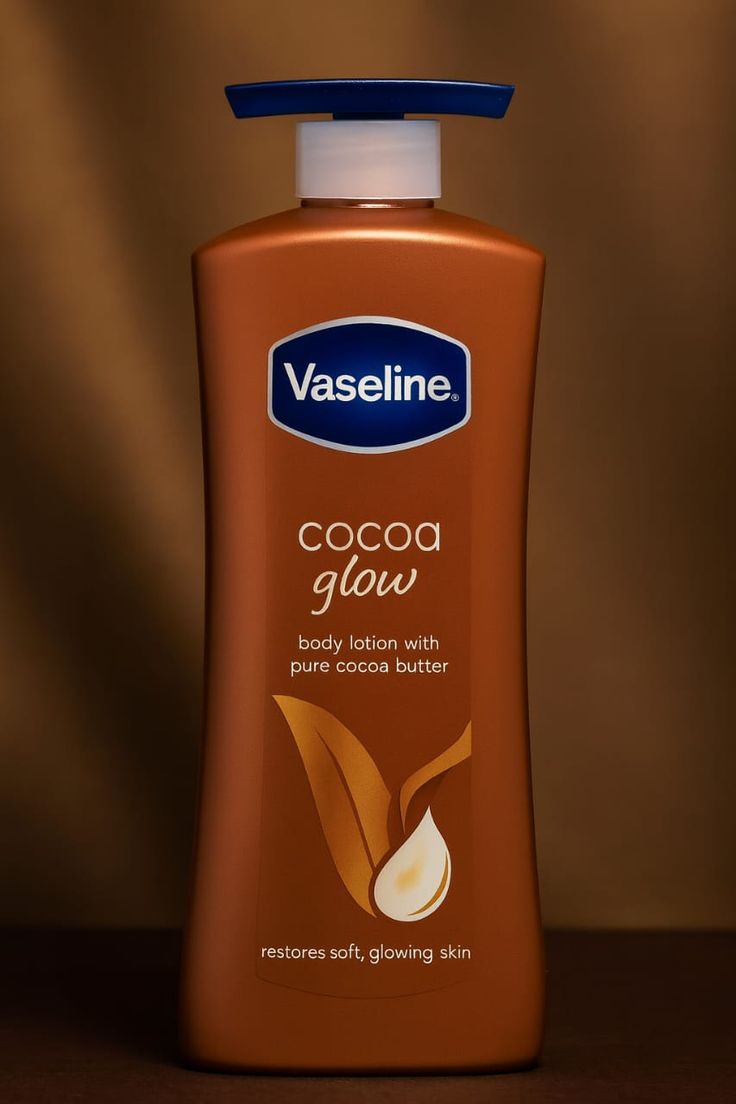 Vaseline®
cocoa
glow
body lotion with
pure cocoa butter
restores soft, glowing skin